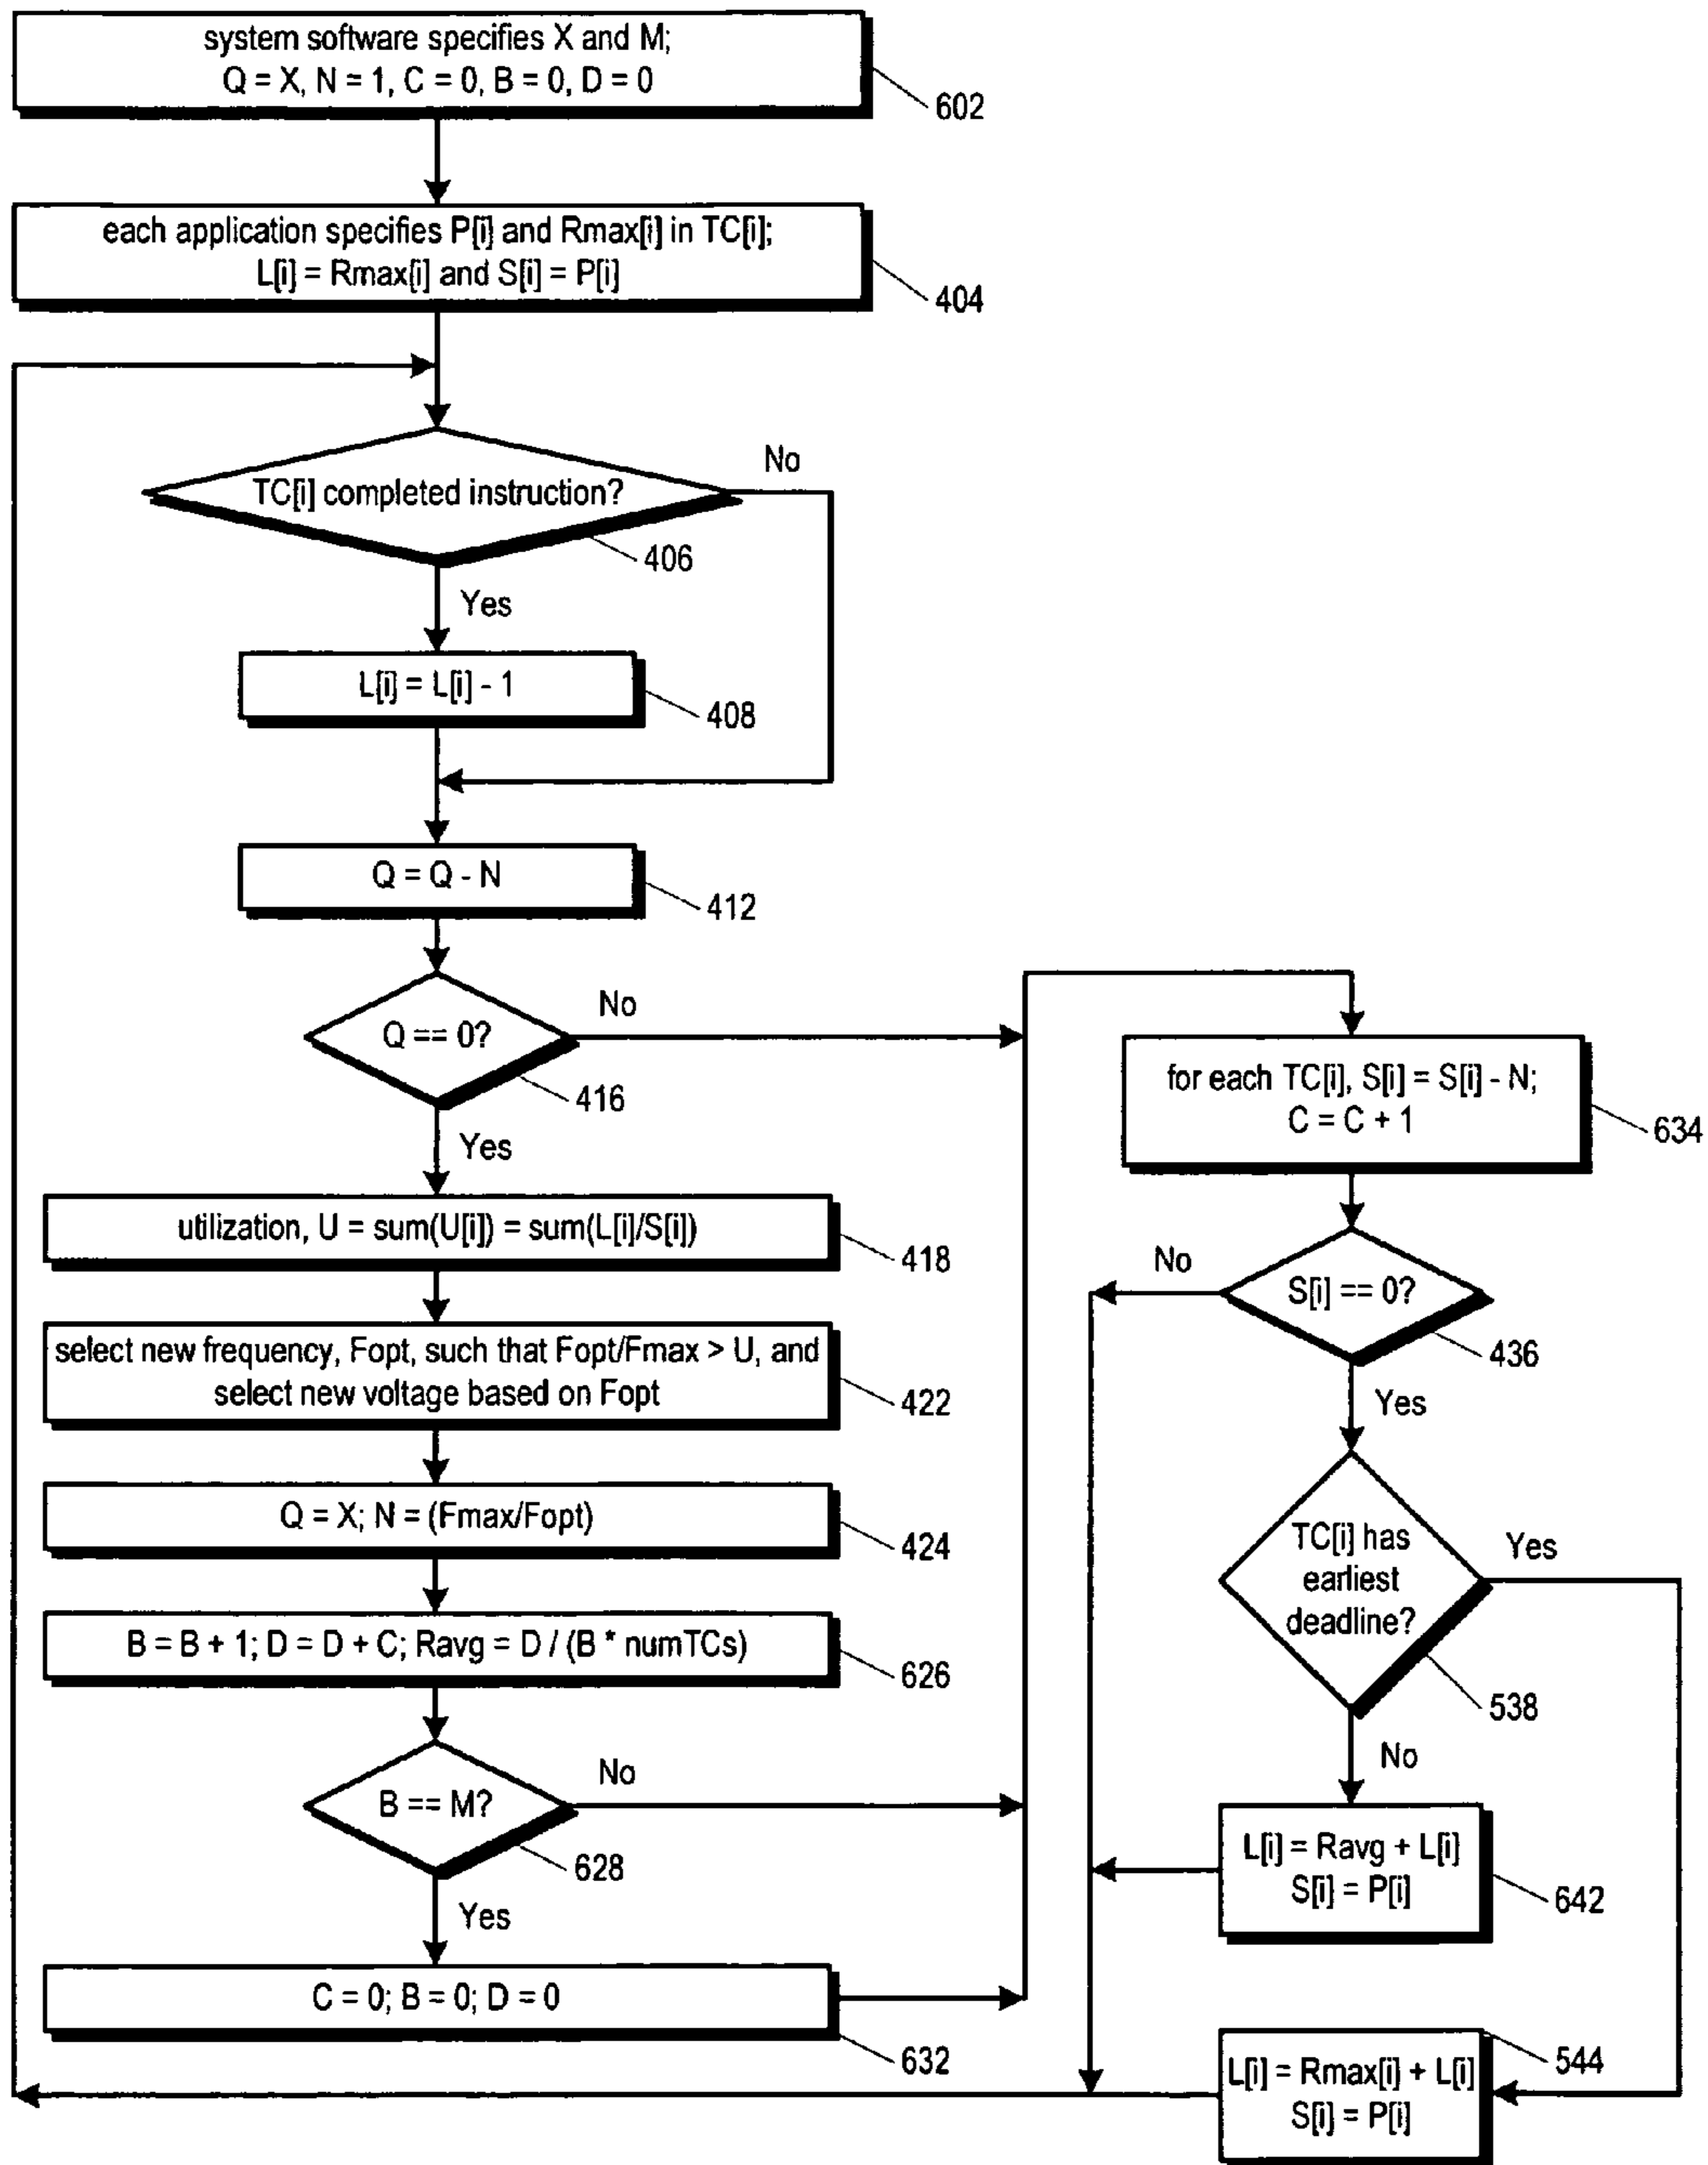 system software specifies X and M;
Q = X, N = 1, C = 0, B = 0, D = 0
602
each application specifies P[i] and Rmax[i] in TC[i];
L[i] = Rmax[i] and S[i] = P[i]
404
TC[i] completed instruction?
No
406
Yes
L[i] = L[i] - 1
408
Q = Q - N
412
Q == 0?
No
416
Yes
utilization, U = sum(U[i]) = sum(L[i]/S[i])
418
select new frequency, Fopt, such that Fopt/Fmax > U, and
select new voltage based on Fopt
422
Q = X; N = (Fmax/Fopt)
424
B = B + 1; D = D + C; Ravg = D / (B * numTCs)
626
B == M?
No
628
Yes
C = 0; B = 0; D = 0
632
for each TC[i], S[i] = S[i] - N;
C = C + 1
634
No
S[i] == 0?
436
Yes
TC[i] has
earliest
deadline?
Yes
538
No
L[i] = Ravg + L[i]
S[i] = P[i]
642
L[i] = Rmax[i] + L[i]
S[i] = P[i]
544